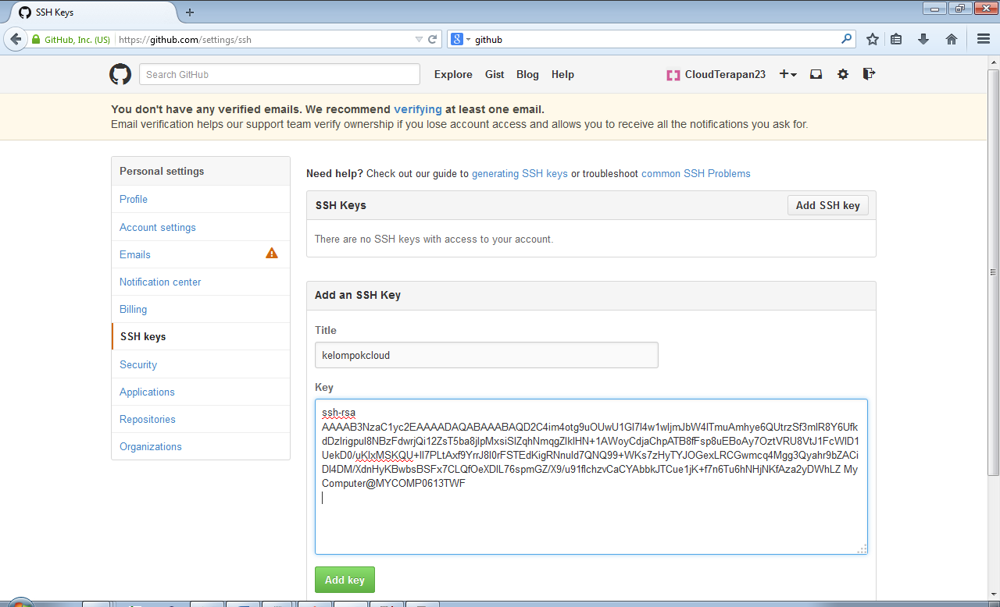 SSH Keys
GitHub, Inc. (US) https://github.com/settings/ssh
github
Search GitHub
Explore Gist Blog Help
CloudTerapan23
You don't have any verified emails. We recommend verifying at least one email.
Email verification helps our support team verify ownership if you lose account access and allows you to receive all the notifications you ask for.
Personal settings
Profile
Account settings
Emails
Notification center
Billing
SSH keys
Security
Applications
Repositories
Organizations
Need help? Check out our guide to generating SSH keys or troubleshoot common SSH Problems
SSH Keys
Add SSH key
There are no SSH keys with access to your account.
Add an SSH Key
Title
kelompokcloud
Key
ssh-rsa
AAAAB3NzaC1yc2EAAAADAQABAAABAQD2C4im4otg9uOUwU1Gl7l4w1wljmJbW4lTmuAmhye6QUtrzSf3mlR8Y6Ufk
dDzIrigpul8NBzFdwrjQi12ZsT5ba8jlpMxsiSlZqhNmqgZlklHN+1AWoyCdjaChpATB8fFsp8uEBoAy7OztVRU8VtJ1FcWlD1
UekD0/uKlxMSKQU+Il7PLtAxf9YrrJ8l0rFSTEdKigRNnuld7QNQ99+WKs7zHyTYJOGexLRCGwmcq4Mgg3Qyahr9bZACi
Dl4DM/XdnHyKBwbsBSFx7CLQfOeXDlL76spmGZ/X9/u91flchzvCaCYAbbkJTCue1jK+f7n6Tu6hNHjNKfAza2yDWhLZ My
Computer@MYCOMP0613TWF
Add key